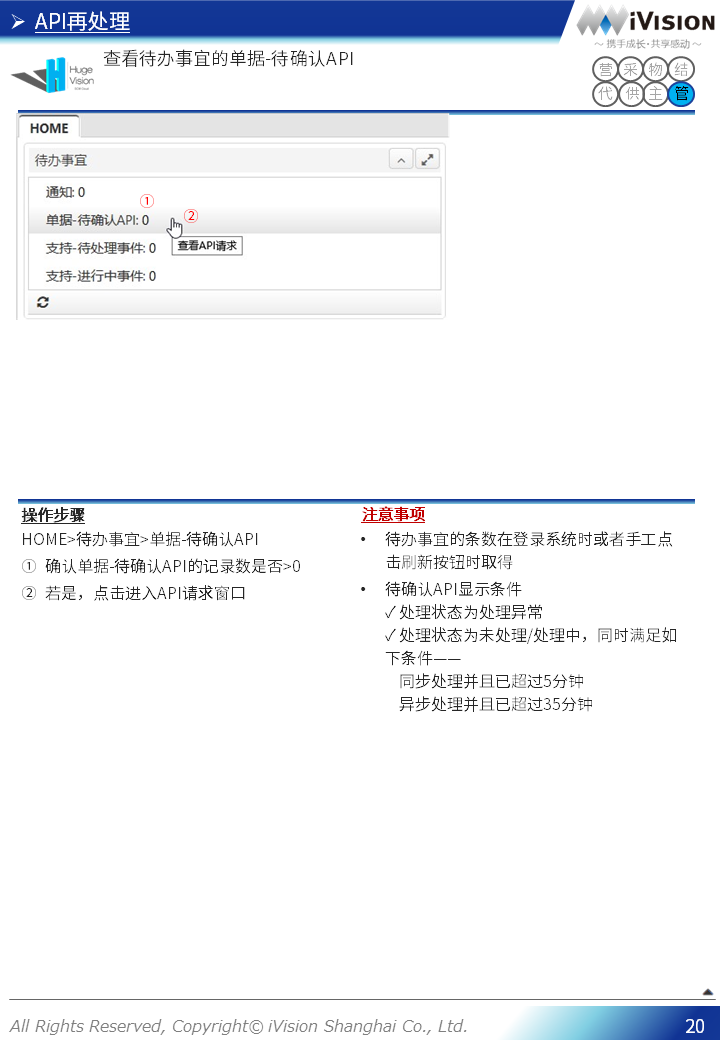 API再处理
iVision
～ 携手成长·共享感动 ～
Huge
Vision
查看待办事宜的单据-待确认API
营 采 物 结
代 供 主 管
HOME
待办事宜
通知: 0
①
单据-待确认API: 0
②
查看API请求
支持-待处理事件: 0
支持-进行中事件: 0
操作步骤
HOME>待办事宜>单据-待确认API
① 确认单据-待确认API的记录数是否>0
② 若是，点击进入API请求窗口
注意事项
• 待办事宜的条数在登录系统时或者手工点
击刷新按钮时取得
• 待确认API显示条件
✓处理状态为处理异常
✓处理状态为未处理/处理中，同时满足如
下条件——
同步处理并且已超过5分钟
异步处理并且已超过35分钟
All Rights Reserved, Copyright© iVision Shanghai Co., Ltd.
20